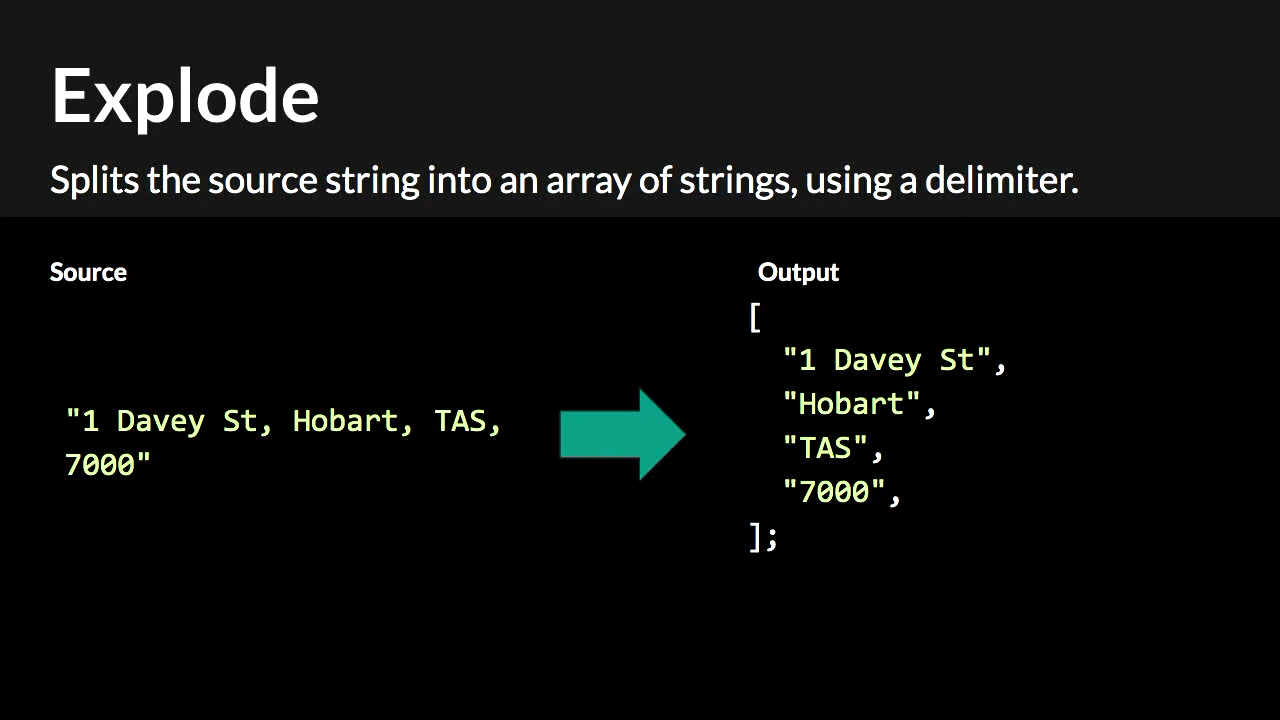 Explode
Splits the source string into an array of strings, using a delimiter.
Source
"1 Davey St, Hobart, TAS,
7000"
Output
[
"1 Davey St",
"Hobart",
"TAS",
"7000",
];